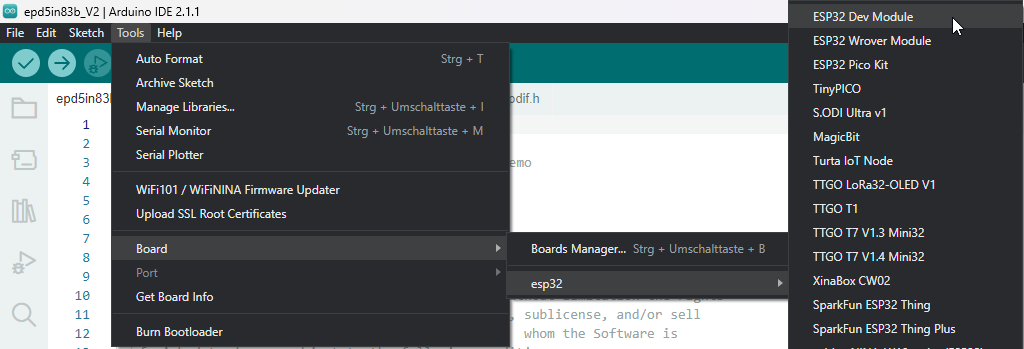 epd5in83b_V2 | Arduino IDE 2.1.1
File Edit Sketch Tools Help
Auto Format Strg + T
Archive Sketch
Manage Libraries... Strg + Umschalttaste + I
Serial Monitor Strg + Umschalttaste + M
Serial Plotter
WiFi101 / WiFiNINA Firmware Updater
Upload SSL Root Certificates
Board
Port
Get Board Info
Burn Bootloader
Boards Manager... Strg + Umschalttaste + B
esp32
ESP32 Dev Module
ESP32 Wrover Module
ESP32 Pico Kit
TinyPICO
S.ODI Ultra v1
MagicBit
Turta IoT Node
TTGO LoRa32-OLED V1
TTGO T1
TTGO T7 V1.3 Mini32
TTGO T7 V1.4 Mini32
XinaBox CW02
SparkFun ESP32 Thing
SparkFun ESP32 Thing Plus
epd5in83b
odif.h
1
2
3 emo
4
5
6
7
8
9
10
11 , sublicense, and/or sell
12 whom the Software is